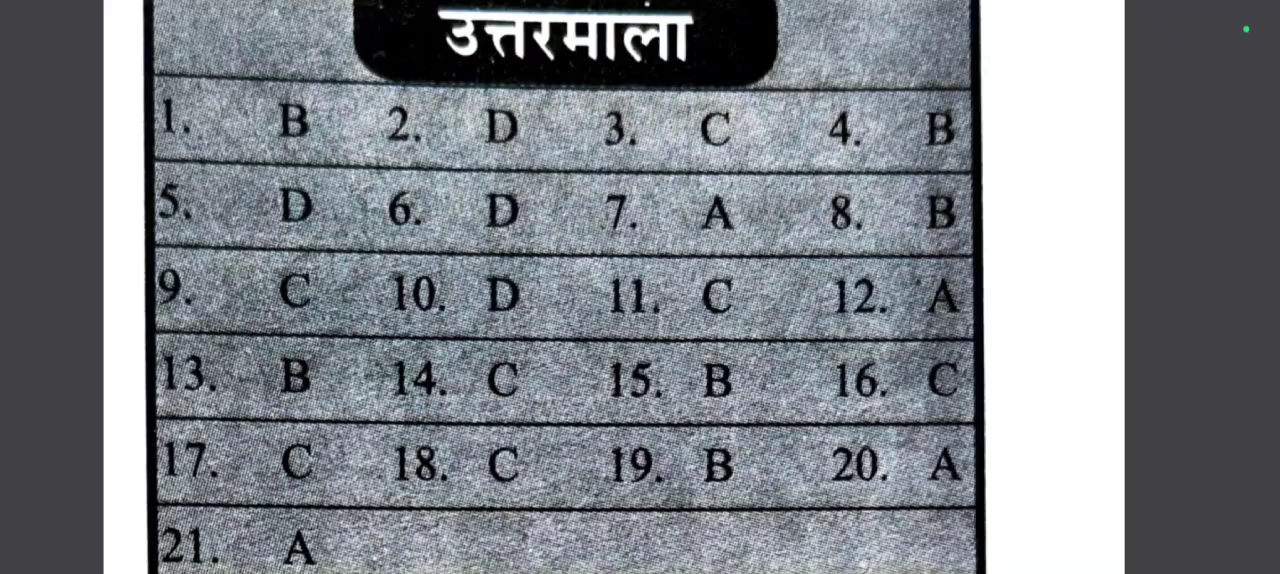 उत्तरमाला
1. B 2. D 3. C 4. B
5. D 6. D 7. A 8. B
9. C 10. D 11. C 12. A
13. B 14. C 15. B 16. C
17. C 18. C 19. B 20. A
21. A